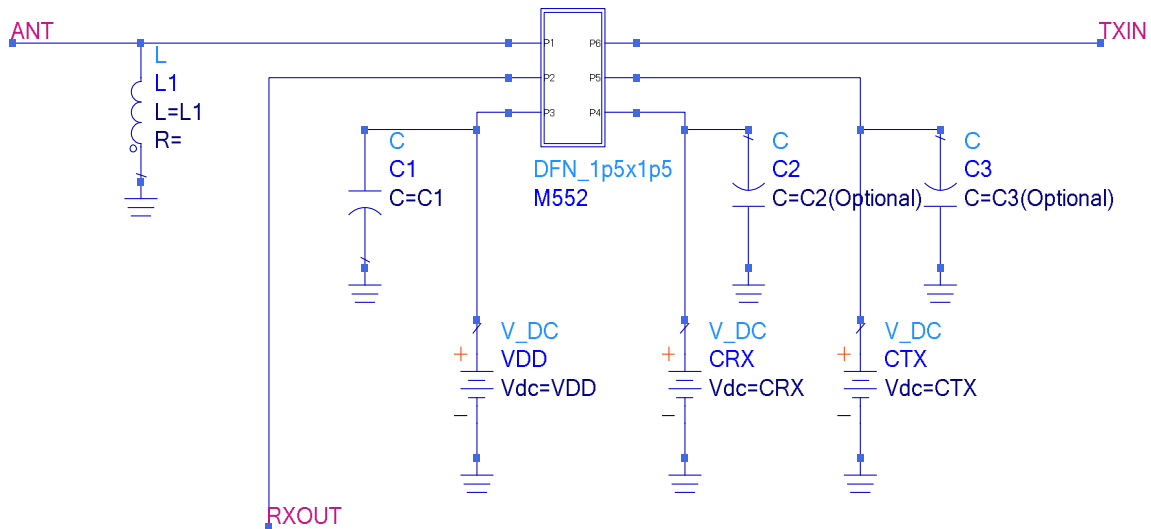 ANT
TXIN
L
L1
L=L1
R=
P1
P2
P3
P6
P5
P4
DFN_1p5x1p5
M552
C
C1
C=C1
C
C2
C=C2(Optional)
C
C3
C=C3(Optional)
+
V_DC
VDD
Vdc=VDD
−
+
V_DC
CRX
Vdc=CRX
−
+
V_DC
CTX
Vdc=CTX
−
RXOUT